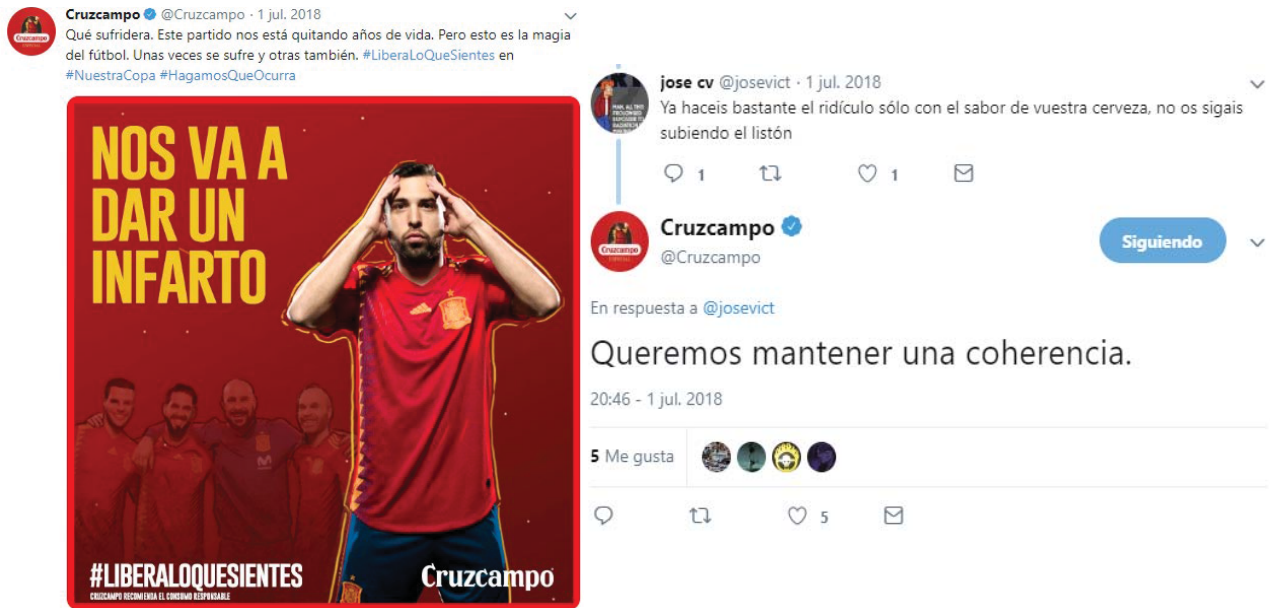 Cruzcampo @Cruzcampo · 1 jul. 2018
Qué sufridera. Este partido nos está quitando años de vida. Pero esto es la magia
del fútbol. Unas veces se sufre y otras también. #LiberaLoQueSientes en
#NuestraCopa #HagamosQueOcurra
NOS VA A
DAR UN
INFARTO
#LIBERALOQUESIENTES
CRUZCAMPO RECOMIENDA EL CONSUMO RESPONSABLE
Cruzcampo
jose cv @josevict · 1 jul. 2018
Ya haceis bastante el ridículo sólo con el sabor de vuestra cerveza, no os sigais
subiendo el listón
1 1
Cruzcampo
@Cruzcampo
Siguiendo
En respuesta a @josevict
Queremos mantener una coherencia.
20:46 - 1 jul. 2018
5 Me gusta
5